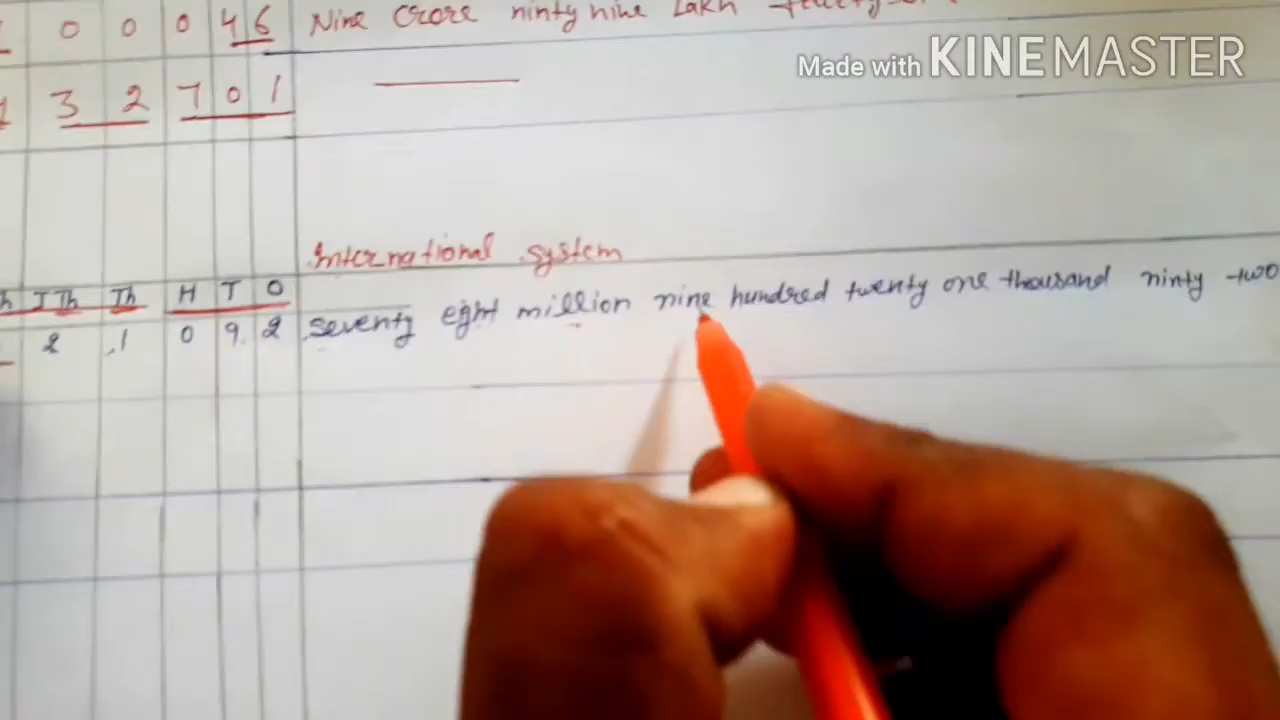 0 0 0 4 6 Nine Crore ninty nine Lakh
Made with KINEMASTER
3 2 7 0 1
International system
T Th Th H T O
2 1 0 9 2 seventy eight million nine hundred twenty one thousand ninty two